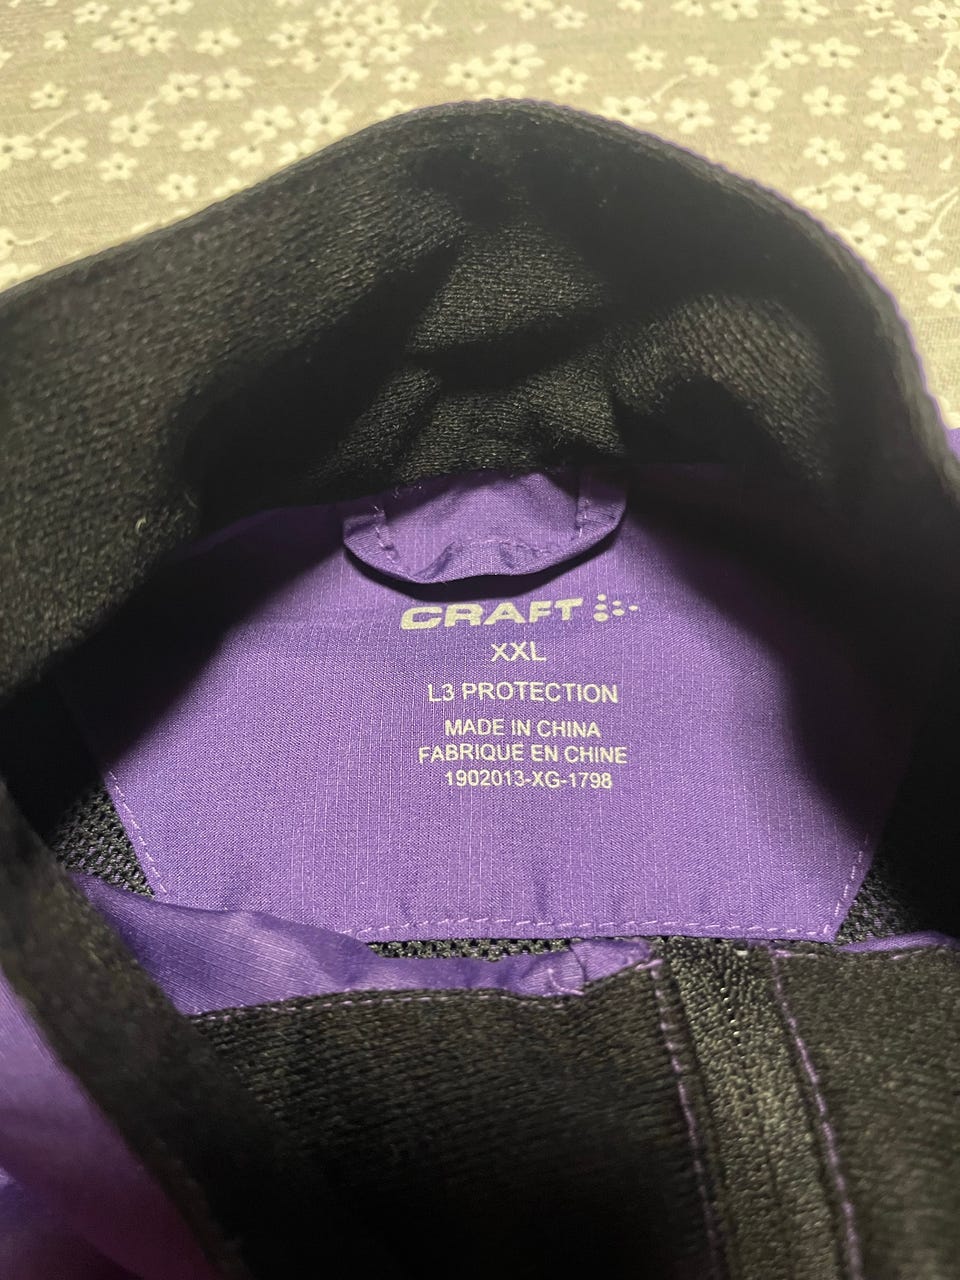 CRAFT
XXL
L3 PROTECTION
MADE IN CHINA
FABRIQUE EN CHINE
1902013-XG-1798